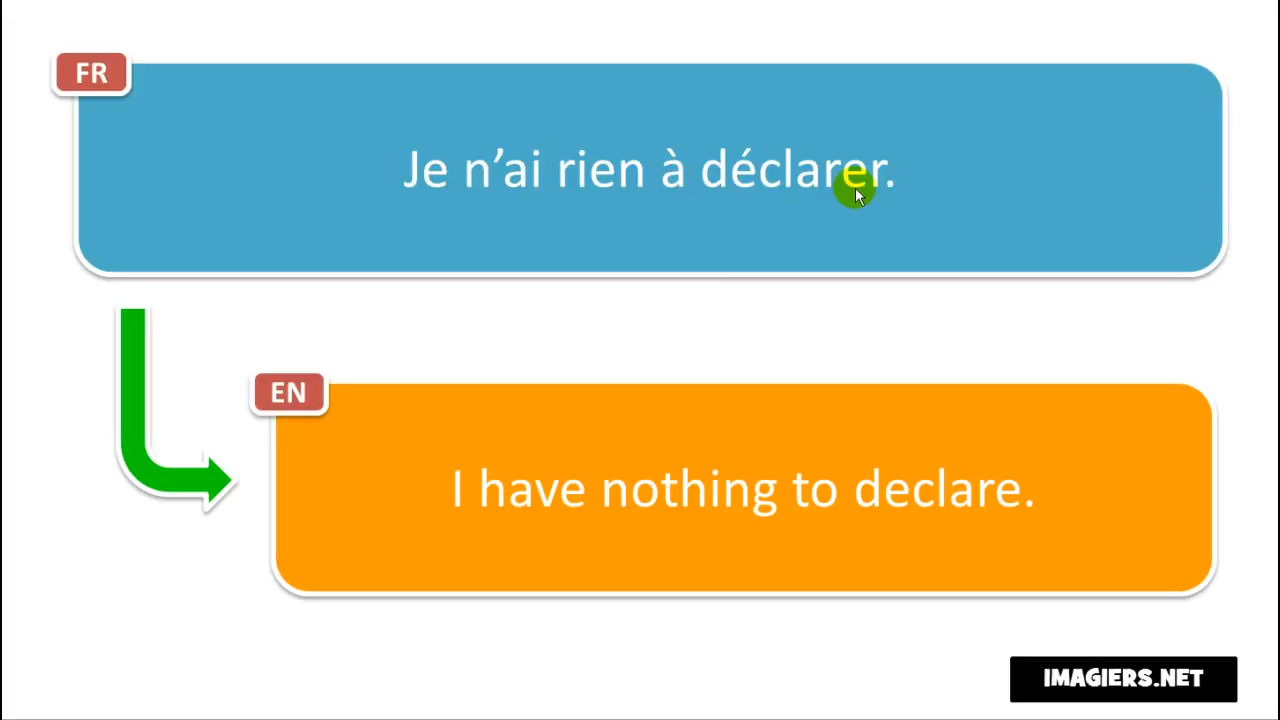 FR
Je n’ai rien à déclarer.
EN
I have nothing to declare.
IMAGIERS.NET